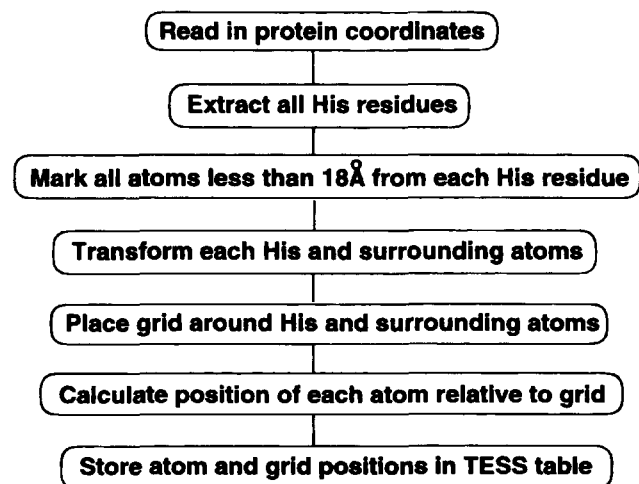 Read in protein coordinates
Extract all His residues
Mark all atoms less than 18Å from each His residue
Transform each His and surrounding atoms
Place grid around His and surrounding atoms
Calculate position of each atom relative to grid
Store atom and grid positions in TESS table